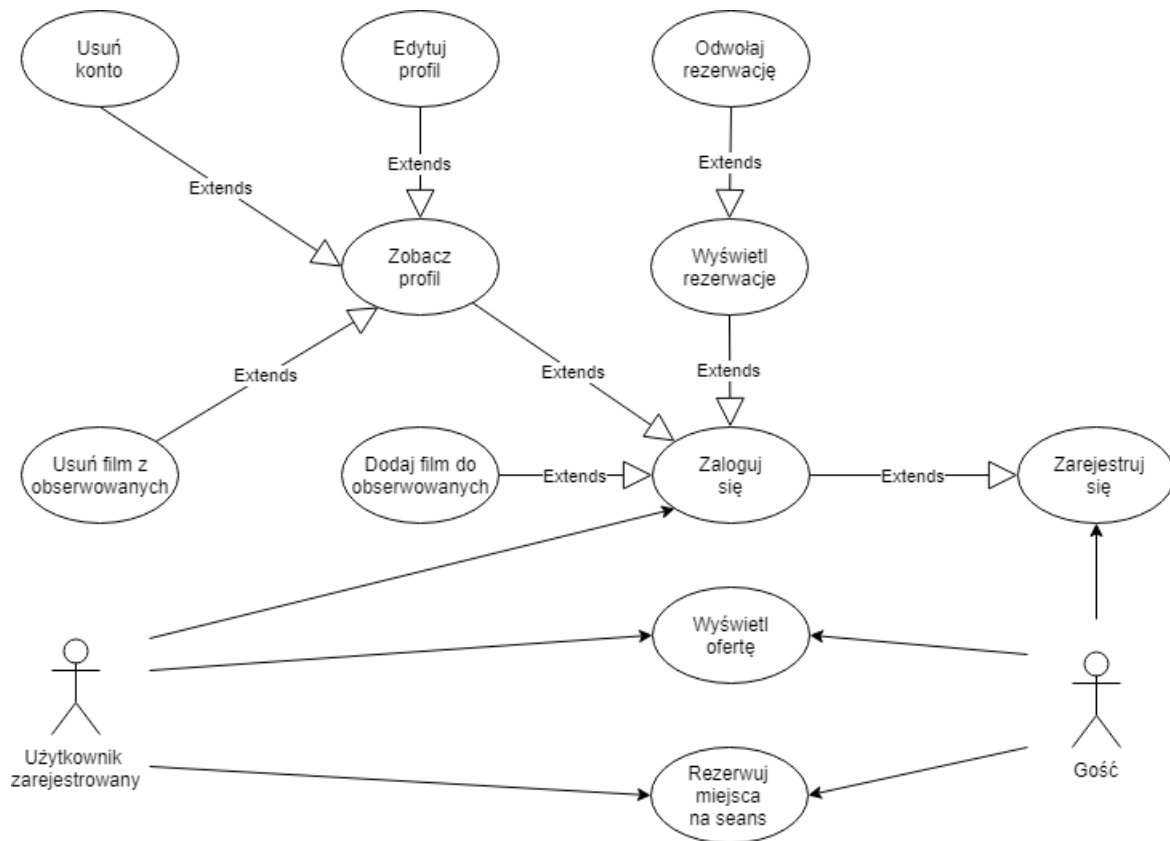 Usuń
konto
Edytuj
profil
Odwołaj
rezerwację
Extends
Extends
Extends
Zobacz
profil
Wyświetl
rezerwacje
Extends
Extends
Extends
Usuń film z
obserwowanych
Dodaj film do
obserwowanych
Extends
Zaloguj
się
Extends
Zarejestruj
się
Wyświetl
ofertę
Użytkownik
zarejestrowany
Rezerwuj
miejsca
na seans
Gość